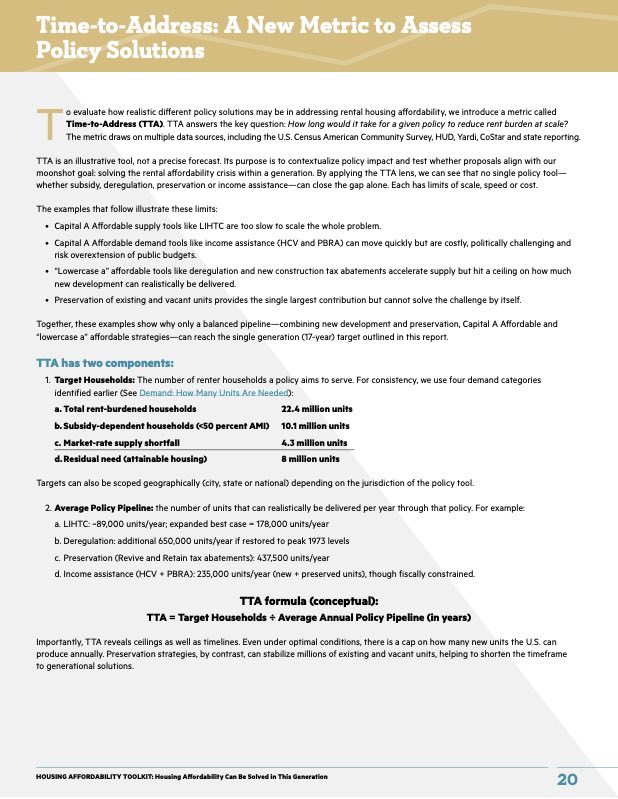 Time-to-Address: A New Metric to Assess
Policy Solutions
To evaluate how realistic different policy solutions may be in addressing rental housing affordability, we introduce a metric called
Time-to-Address (TTA). TTA answers the key question: How long would it take for a given policy to reduce rent burden at scale?
The metric draws on multiple data sources, including the U.S. Census American Community Survey, HUD, Yardi, CoStar and state reporting.
TTA is an illustrative tool, not a precise forecast. Its purpose is to contextualize policy impact and test whether proposals align with our
moonshot goal: solving the rental affordability crisis within a generation. By applying the TTA lens, we can see that no single policy tool—
whether subsidy, deregulation, preservation or income assistance—can close the gap alone. Each has limits of scale, speed or cost.
The examples that follow illustrate these limits:
• Capital A Affordable supply tools like LIHTC are too slow to scale the whole problem.
• Capital A Affordable demand tools like income assistance (HCV and PBRA) can move quickly but are costly, politically challenging and
risk overextension of public budgets.
• "Lowercase a" affordable tools like deregulation and new construction tax abatements accelerate supply but hit a ceiling on how much
new development can realistically be delivered.
• Preservation of existing and vacant units provides the single largest contribution but cannot solve the challenge by itself.
Together, these examples show why only a balanced pipeline—combining new development and preservation, Capital A Affordable and
"lowercase a" affordable strategies—can reach the single generation (17-year) target outlined in this report.
TTA has two components:
1. Target Households: The number of renter households a policy aims to serve. For consistency, we use four demand categories
identified earlier (See Demand: How Many Units Are Needed):
a. Total rent-burdened households 22.4 million units
b. Subsidy-dependent households (<50 percent AMI) 10.1 million units
c. Market-rate supply shortfall 4.3 million units
d. Residual need (attainable housing) 8 million units
Targets can also be scoped geographically (city, state or national) depending on the jurisdiction of the policy tool.
2. Average Policy Pipeline: the number of units that can realistically be delivered per year through that policy. For example:
a. LIHTC: ~89,000 units/year; expanded best case = 178,000 units/year
b. Deregulation: additional 650,000 units/year if restored to peak 1973 levels
c. Preservation (Revive and Retain tax abatements): 437,500 units/year
d. Income assistance (HCV + PBRA): 235,000 units/year (new + preserved units), though fiscally constrained.
TTA formula (conceptual):
TTA = Target Households ÷ Average Annual Policy Pipeline (in years)
Importantly, TTA reveals ceilings as well as timelines. Even under optimal conditions, there is a cap on how many new units the U.S. can
produce annually. Preservation strategies, by contrast, can stabilize millions of existing and vacant units, helping to shorten the timeframe
to generational solutions.
HOUSING AFFORDABILITY TOOLKIT: Housing Affordability Can Be Solved in This Generation
20